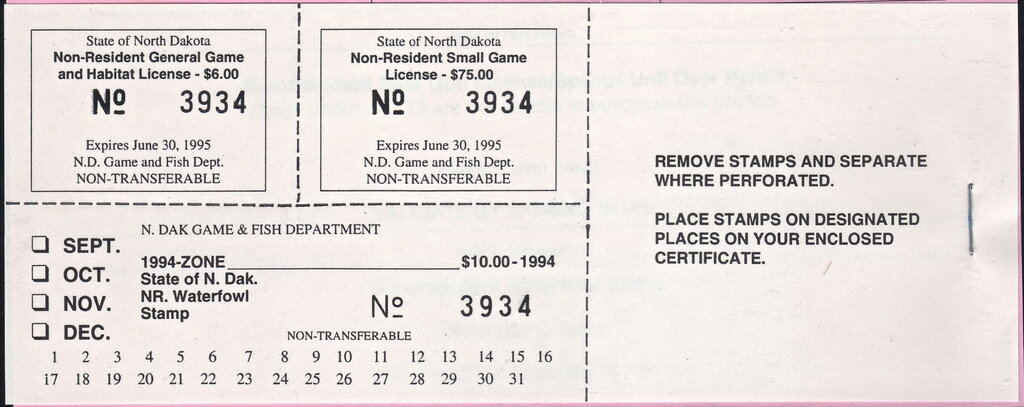 State of North Dakota
Non-Resident General Game
and Habitat License - $6.00
Nº 3934
Expires June 30, 1995
N.D. Game and Fish Dept.
NON-TRANSFERABLE
State of North Dakota
Non-Resident Small Game
License - $75.00
Nº 3934
Expires June 30, 1995
N.D. Game and Fish Dept.
NON-TRANSFERABLE
N. DAK GAME & FISH DEPARTMENT
☐ SEPT.
☐ OCT.
☐ NOV.
☐ DEC.
1994-ZONE____________________$10.00-1994
State of N. Dak.
NR. Waterfowl
Stamp
Nº 3934
NON-TRANSFERABLE
1 2 3 4 5 6 7 8 9 10 11 12 13 14 15 16
17 18 19 20 21 22 23 24 25 26 27 28 29 30 31
REMOVE STAMPS AND SEPARATE
WHERE PERFORATED.
PLACE STAMPS ON DESIGNATED
PLACES ON YOUR ENCLOSED
CERTIFICATE.